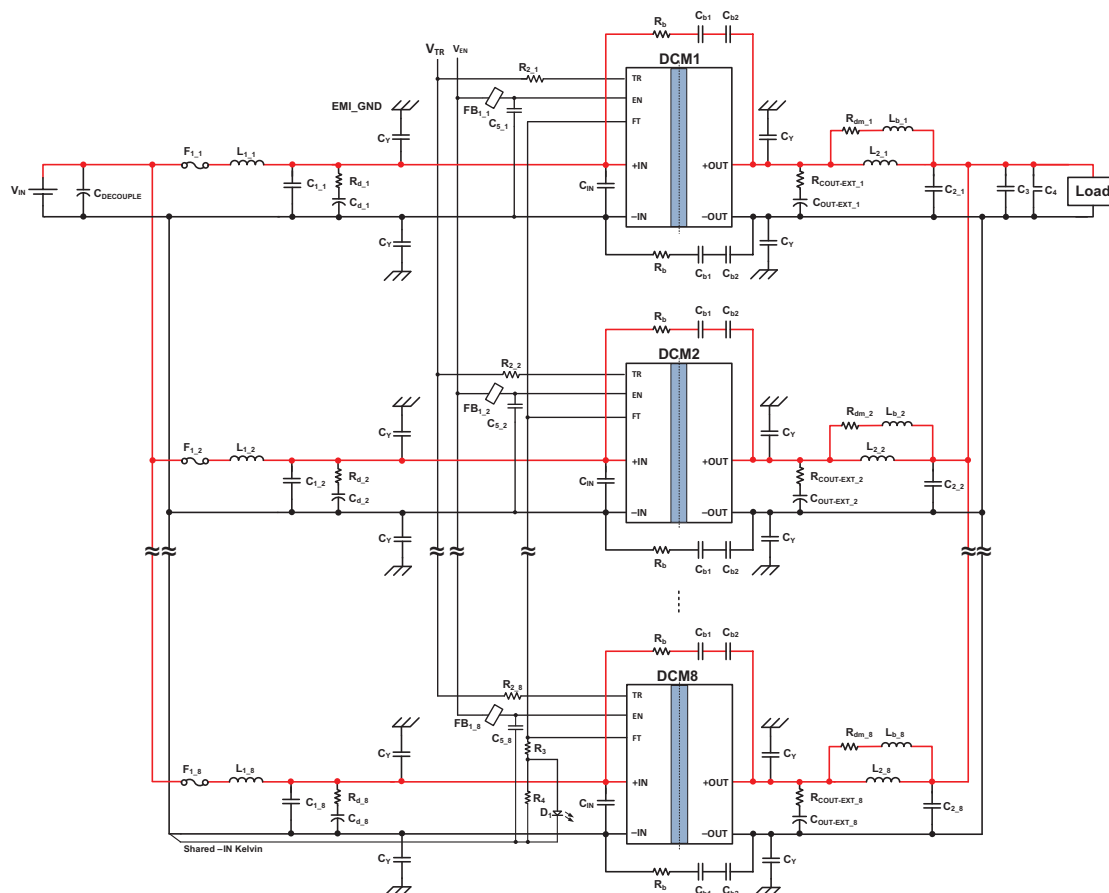 R_b C_b1 C_b2
V_TR V_EN
DCM1
R_2_1 TR
EN
FB_1_1
C_5_1 FT
EMI_GND
C_Y C_Y
R_dm_1 L_b_1
F_1_1 L_1_1 +IN +OUT L_2_1
V_IN C_DECOUPLE C_1_1 R_d_1 C_IN R_COUT-EXT_1 C_2_1 C_3 C_4 Load
C_d_1 C_OUT-EXT_1
–IN –OUT
C_Y C_Y
R_b C_b1 C_b2
R_b C_b1 C_b2
DCM2
R_2_2 TR
EN
FB_1_2
C_5_2 FT
C_Y C_Y
R_dm_2 L_b_2
F_1_2 L_1_2 +IN +OUT L_2_2
C_1_2 R_d_2 C_IN R_COUT-EXT_2 C_2_2
C_d_2 C_OUT-EXT_2
–IN –OUT
C_Y C_Y
R_b C_b1 C_b2
R_b C_b1 C_b2
DCM8
R_2_8 TR
EN
FB_1_8
C_5_8 FT
R_3
C_Y C_Y
R_dm_8 L_b_8
F_1_8 L_1_8 +IN +OUT L_2_8
C_1_8 R_d_8 R_4 C_IN R_COUT-EXT_8 C_2_8
C_d_8 D_1 C_OUT-EXT_8
–IN –OUT
Shared –IN Kelvin
C_Y C_Y
R_b C_b1 C_b2